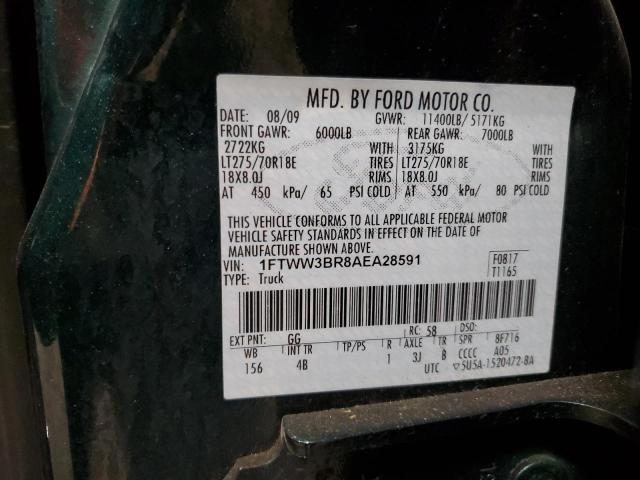 MFD. BY FORD MOTOR CO.
DATE: 08/09 GVWR: 11400LB/ 5171KG
FRONT GAWR: 6000LB REAR GAWR: 7000LB
2722KG WITH 3175KG WITH
LT275/70R18E TIRES LT275/70R18E TIRES
18X8.0J RIMS 18X8.0J RIMS
AT 450 kPa/ 65 PSI COLD AT 550 kPa/ 80 PSI COLD
THIS VEHICLE CONFORMS TO ALL APPLICABLE FEDERAL MOTOR
VEHICLE SAFETY STANDARDS IN EFFECT ON THE DATE OF
MANUFACTURE SHOWN ABOVE.
VIN: 1FTWW3BR8AEA28591 F0817
TYPE: Truck T1165
EXT PNT: GG RC: 58 DSO:
WB INT TR TP/PS R AXLE TR SPR 8F716
156 4B 1 3J B CCCC A05
UTC ▽5U5A-1520472-8A